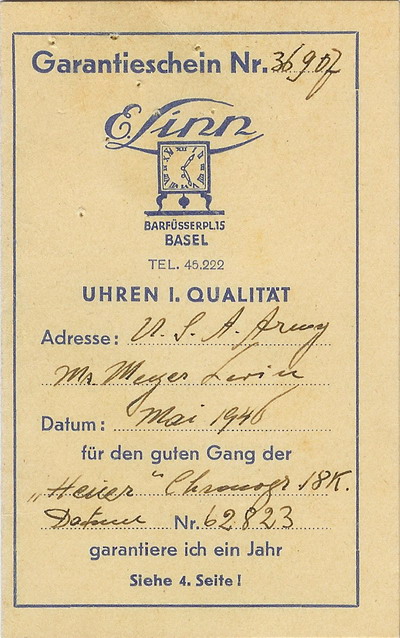 Garantieschein Nr. 36907
E. Sinn
BARFÜSSERPL.15
BASEL
TEL. 45.222
UHREN I. QUALITÄT
Adresse: U. S. A. Army
Mr. Meyer Levin
Datum: Mai 1946
für den guten Gang der
„Heuer" Chronogr 18K.
Nr. 62823
garantiere ich ein Jahr
Siehe 4. Seite!